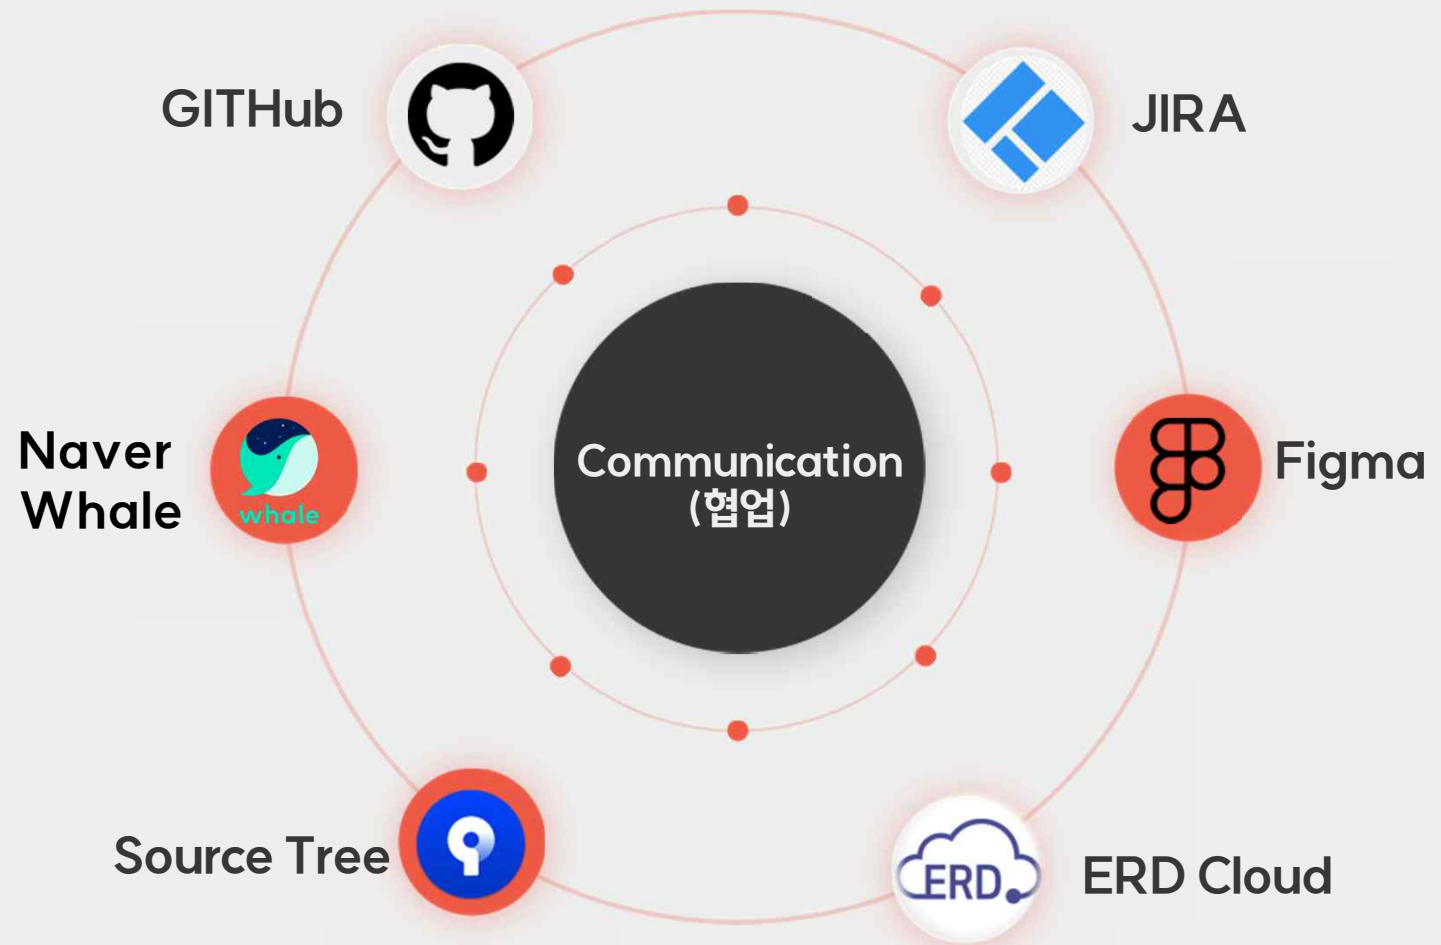 GITHub
JIRA
Naver
Whale
whale
Communication
(협업)
Figma
Source Tree
ERD
ERD Cloud